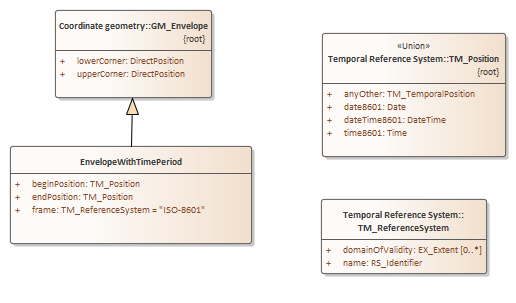 Coordinate geometry::GM_Envelope
{root}
+ lowerCorner: DirectPosition
+ upperCorner: DirectPosition
«Union»
Temporal Reference System::TM_Position
{root}
+ anyOther: TM_TemporalPosition
+ date8601: Date
+ dateTime8601: DateTime
+ time8601: Time
EnvelopeWithTimePeriod
+ beginPosition: TM_Position
+ endPosition: TM_Position
+ frame: TM_ReferenceSystem = "ISO-8601"
Temporal Reference System::
TM_ReferenceSystem
+ domainOfValidity: EX_Extent [0..*]
+ name: RS_Identifier